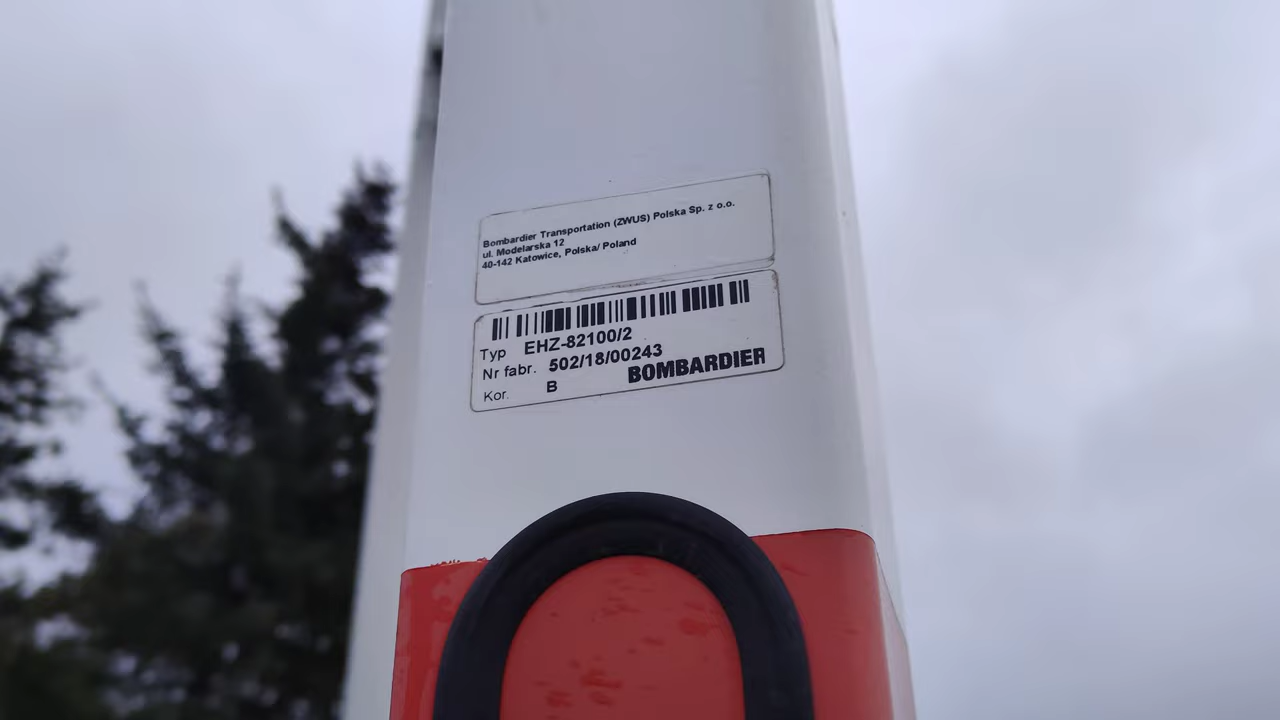 Bombardier Transportation (ZWUS) Polska Sp. z o.o.
ul. Modelarska 12
40-142 Katowice, Polska/ Poland
Typ EHZ-82100/2
Nr fabr. 502/18/00243
Kor. B BOMBARDIER